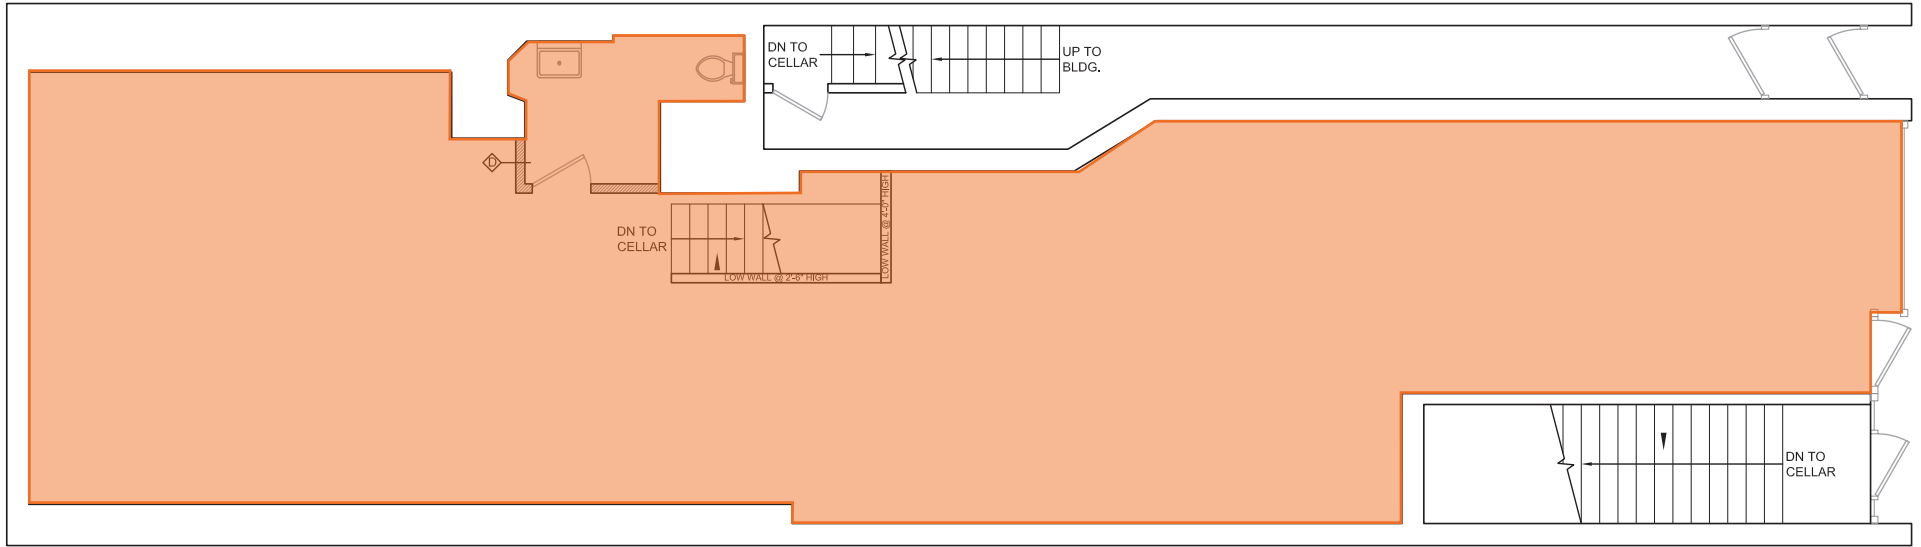 DN TO
CELLAR
UP TO
BLDG.
D
DN TO
CELLAR
LOW WALL @ 4'-0" HIGH
LOW WALL @ 2'-6" HIGH
DN TO
CELLAR